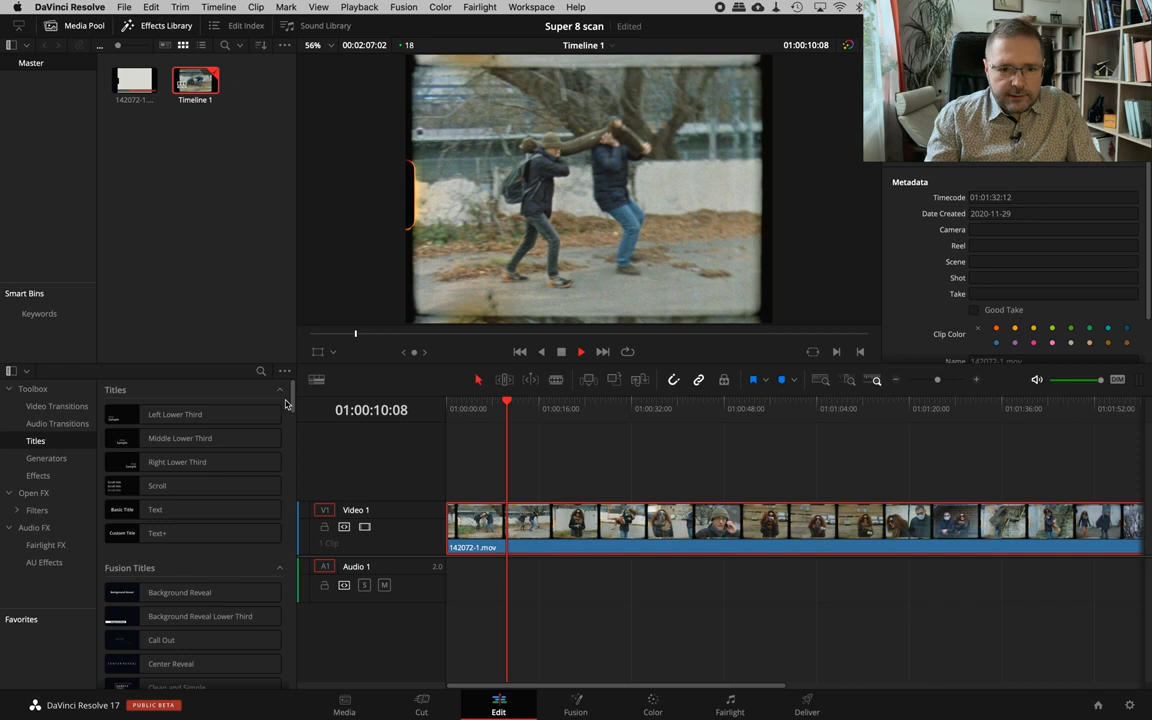 DaVinci Resolve File Edit Trim Timeline Clip Mark View Playback Fusion Color Fairlight Workspace Help
Media Pool Effects Library Edit Index Sound Library Super 8 scan Edited
... 56% 00:02:07:02 18 Timeline 1 01:00:10:08
Master
142072-1.... Timeline 1
Smart Bins
Keywords
Metadata
Timecode 01:01:32:12
Date Created 2020-11-29
Camera
Reel
Scene
Shot
Take
Good Take
Clip Color
Name 142072-1.mov
Toolbox
Video Transitions
Audio Transitions
Titles
Generators
Effects
Open FX
Filters
Audio FX
Fairlight FX
AU Effects
Favorites
Titles
Left Lower Third
Middle Lower Third
Right Lower Third
Scroll
Basic Title Text
Custom Title Text+
Fusion Titles
Background Reveal
Background Reveal Lower Third
Call Out
Center Reveal
Clean and Simple
DIM
01:00:10:08
01:00:00:00 01:00:16:00 01:00:32:00 01:00:48:00 01:01:04:00 01:01:20:00 01:01:36:00 01:01:52:00
V1 Video 1
1 Clip
142072-1.mov
A1 Audio 1 2.0
S M
DaVinci Resolve 17 PUBLIC BETA
Media Cut Edit Fusion Color Fairlight Deliver